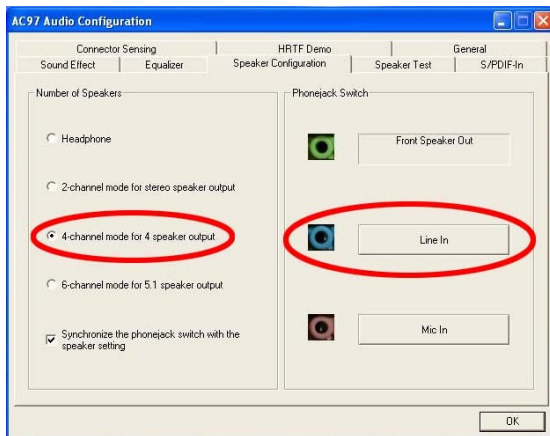 AC97 Audio Configuration
Connector Sensing
HRTF Demo
General
Sound Effect
Equalizer
Speaker Configuration
Speaker Test
S/PDIF-In
Number of Speakers
Headphone
2-channel mode for stereo speaker output
4-channel mode for 4 speaker output
6-channel mode for 5.1 speaker output
Synchronize the phonejack switch with the
speaker setting
Phonejack Switch
Front Speaker Out
Line In
Mic In
OK